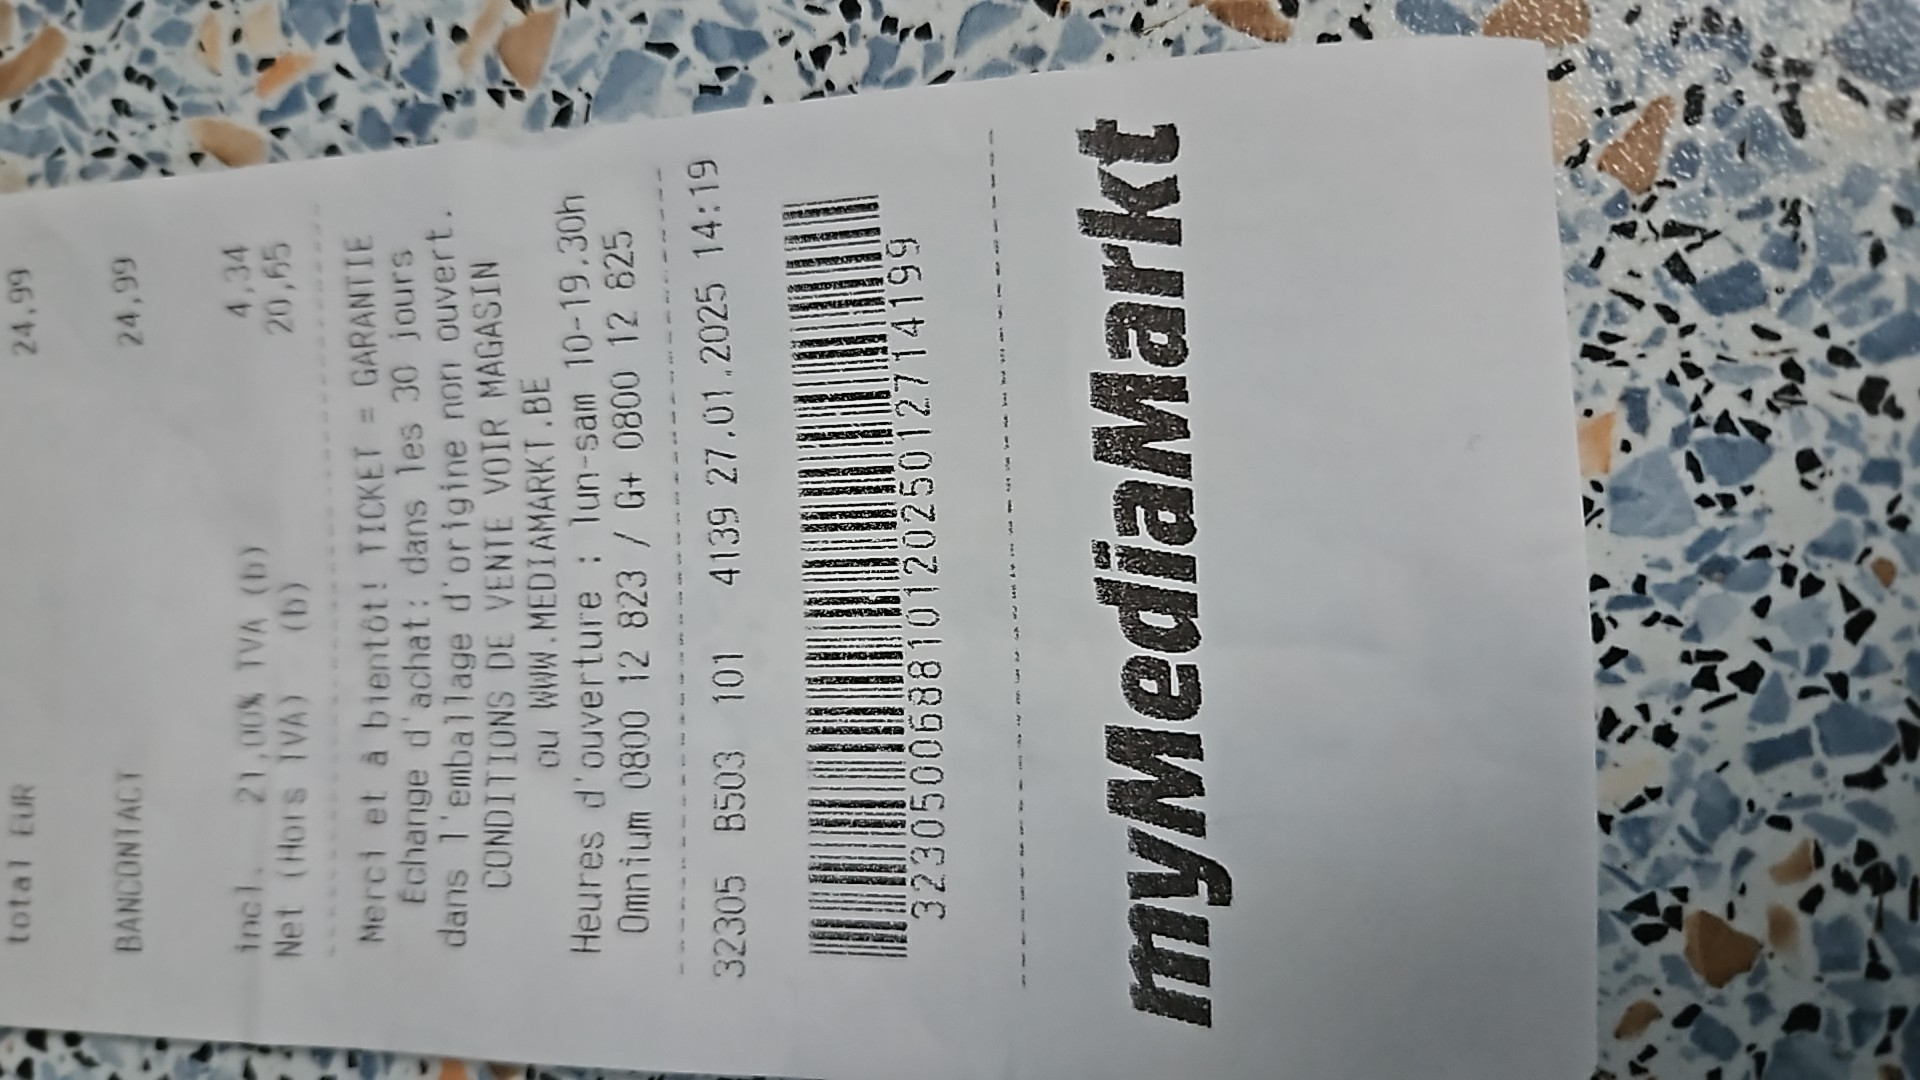 total EUR 24,99
BANCONTACT 24,99
incl. 21,00% TVA (b) 4,34
Net (Hors TVA) (b) 20,65
Merci et à bientôt! TICKET = GARANTIE
Échange d'achat: dans les 30 jours
dans l'emballage d'origine non ouvert.
CONDITIONS DE VENTE VOIR MAGASIN
ou WWW.MEDIAMARKT.BE
Heures d'ouverture : lun-sam 10-19.30h
Omnium 0800 12 823 / G+ 0800 12 825
32305 B503 101 4139 27.01.2025 14:19
32305006881012025012714199
myMediaMarkt